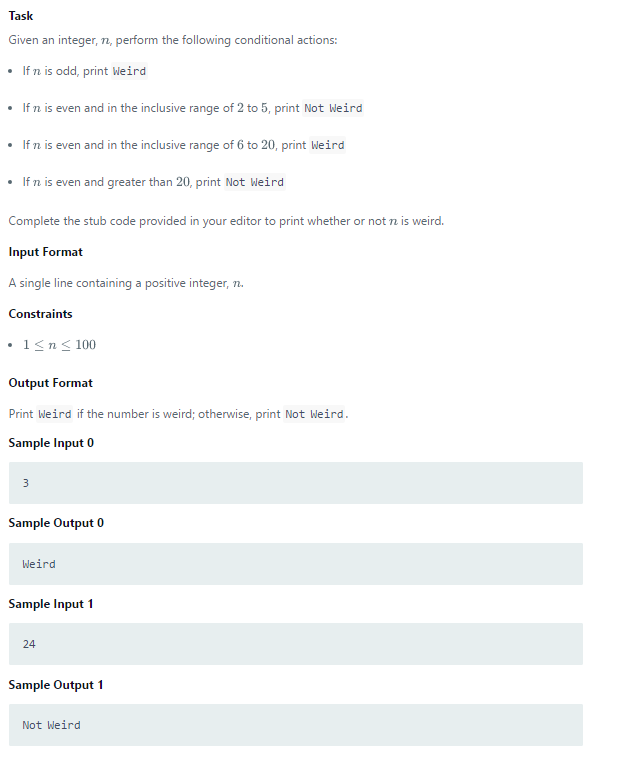 Task
Given an integer, n, perform the following conditional actions:
• If n is odd, print Weird
• If n is even and in the inclusive range of 2 to 5, print Not Weird
• If n is even and in the inclusive range of 6 to 20, print Weird
• If n is even and greater than 20, print Not Weird
Complete the stub code provided in your editor to print whether or not n is weird.
Input Format
A single line containing a positive integer, n.
Constraints
• 1 ≤ n ≤ 100
Output Format
Print Weird if the number is weird; otherwise, print Not Weird.
Sample Input 0
3
Sample Output 0
Weird
Sample Input 1
24
Sample Output 1
Not Weird